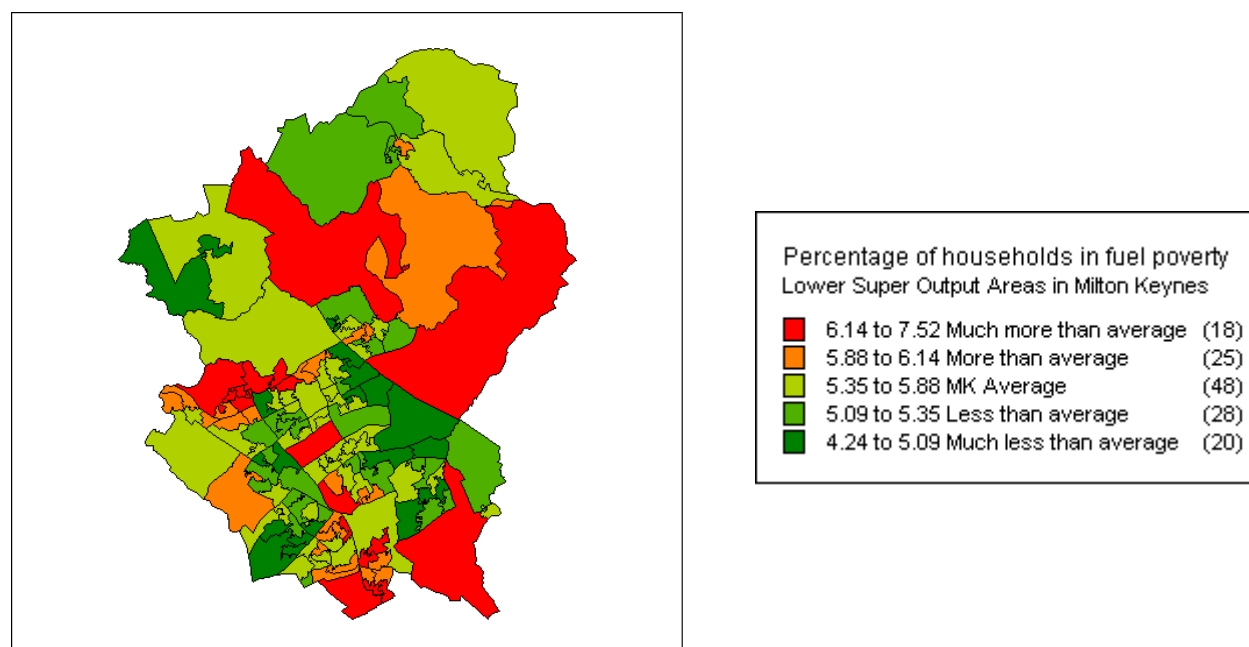 Percentage of households in fuel poverty
Lower Super Output Areas in Milton Keynes
6.14 to 7.52 Much more than average (18)
5.88 to 6.14 More than average (25)
5.35 to 5.88 MK Average (48)
5.09 to 5.35 Less than average (28)
4.24 to 5.09 Much less than average (20)